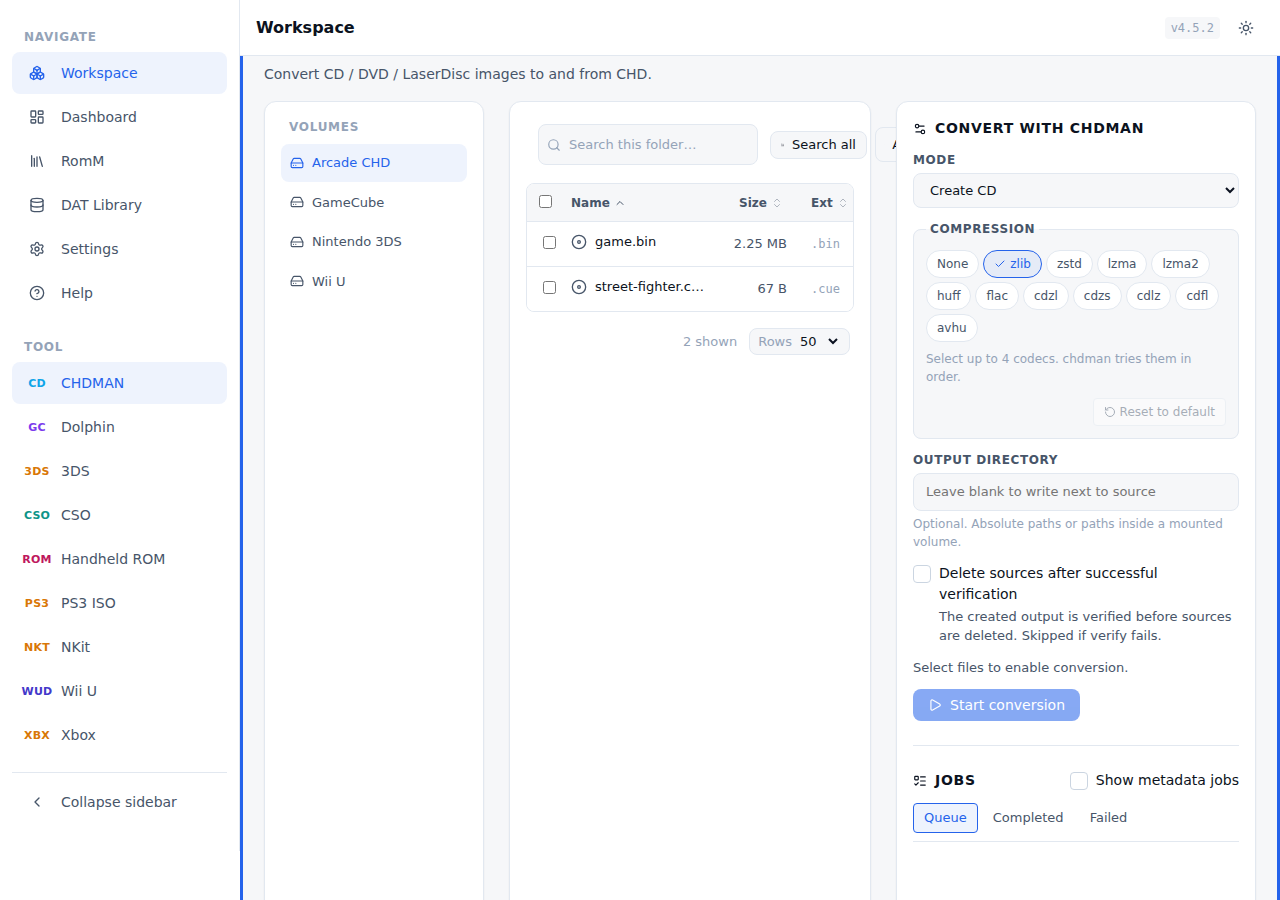 NAVIGATE
Workspace
Dashboard
RomM
DAT Library
Settings
Help
TOOL
CD CHDMAN
GC Dolphin
3DS 3DS
CSO CSO
ROM Handheld ROM
PS3 PS3 ISO
NKT NKit
WUD Wii U
XBX Xbox
Collapse sidebar
Workspace
v4.5.2
Convert CD / DVD / LaserDisc images to and from CHD.
VOLUMES
Arcade CHD
GameCube
Nintendo 3DS
Wii U
Search this folder…
Search all
Name Size Ext
game.bin 2.25 MB .bin
street-fighter.c… 67 B .cue
2 shown Rows 50
CONVERT WITH CHDMAN
MODE
Create CD
COMPRESSION
None zlib zstd lzma lzma2
huff flac cdzl cdzs cdlz cdfl
avhu
Select up to 4 codecs. chdman tries them in
order.
Reset to default
OUTPUT DIRECTORY
Leave blank to write next to source
Optional. Absolute paths or paths inside a mounted
volume.
Delete sources after successful
verification
The created output is verified before sources
are deleted. Skipped if verify fails.
Select files to enable conversion.
Start conversion
JOBS Show metadata jobs
Queue Completed Failed